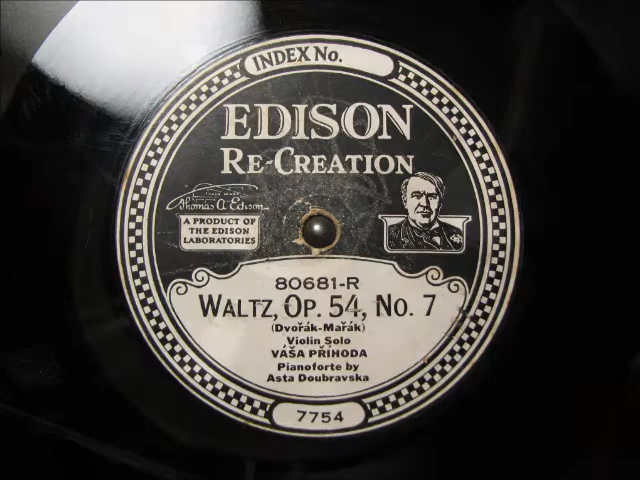 INDEX No.
EDISON
RE-CREATION
Thomas A. Edison
A PRODUCT OF
THE EDISON
LABORATORIES
80681-R
WALTZ, OP. 54, NO. 7
(Dvořák-Mařák)
Violin Solo
VÁŠA PŘÍHODA
Pianoforte by
Asta Doubravska
7754